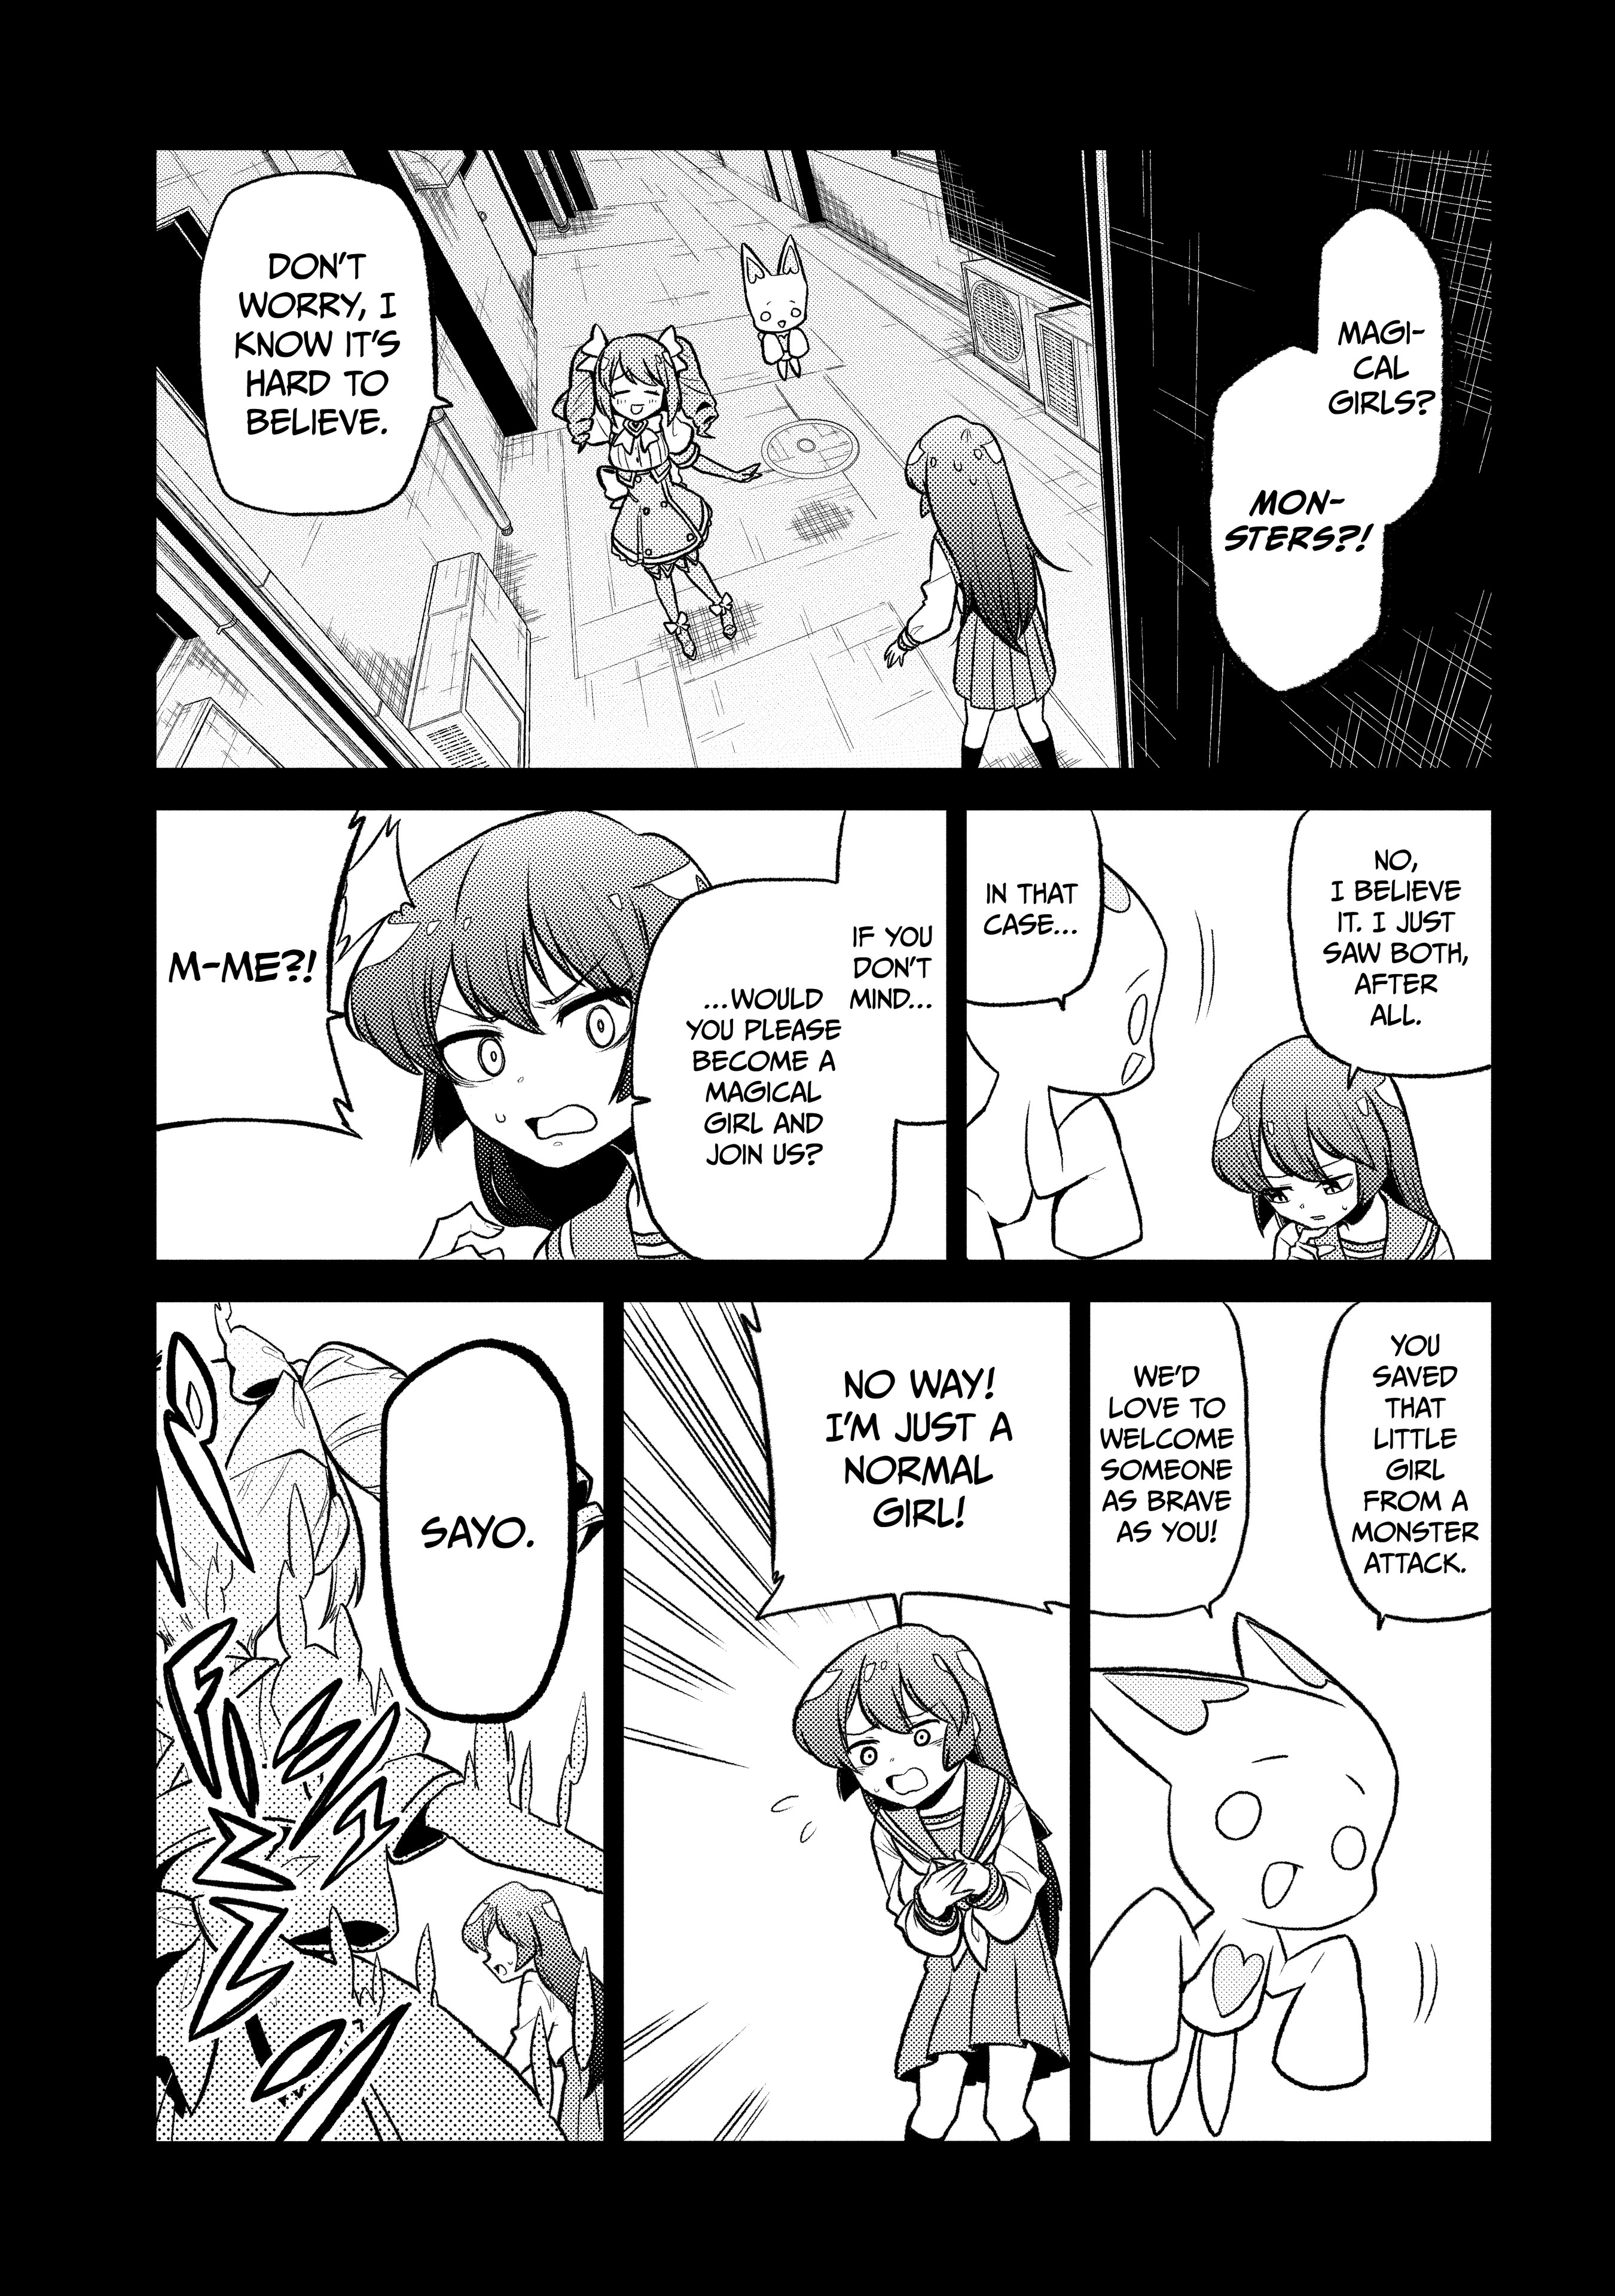 MAGI-
CAL
GIRLS?
MON-
STERS?!
DON'T
WORRY, I
KNOW IT'S
HARD TO
BELIEVE.
NO,
I BELIEVE
IT. I JUST
SAW BOTH,
AFTER
ALL.
IN THAT
CASE...
IF YOU
DON'T
MIND...
...WOULD
YOU PLEASE
BECOME A
MAGICAL
GIRL AND
JOIN US?
M-ME?!
YOU
SAVED
THAT
LITTLE
GIRL
FROM A
MONSTER
ATTACK.
WE'D
LOVE TO
WELCOME
SOMEONE
AS BRAVE
AS YOU!
NO WAY!
I'M JUST A
NORMAL
GIRL!
SAYO.